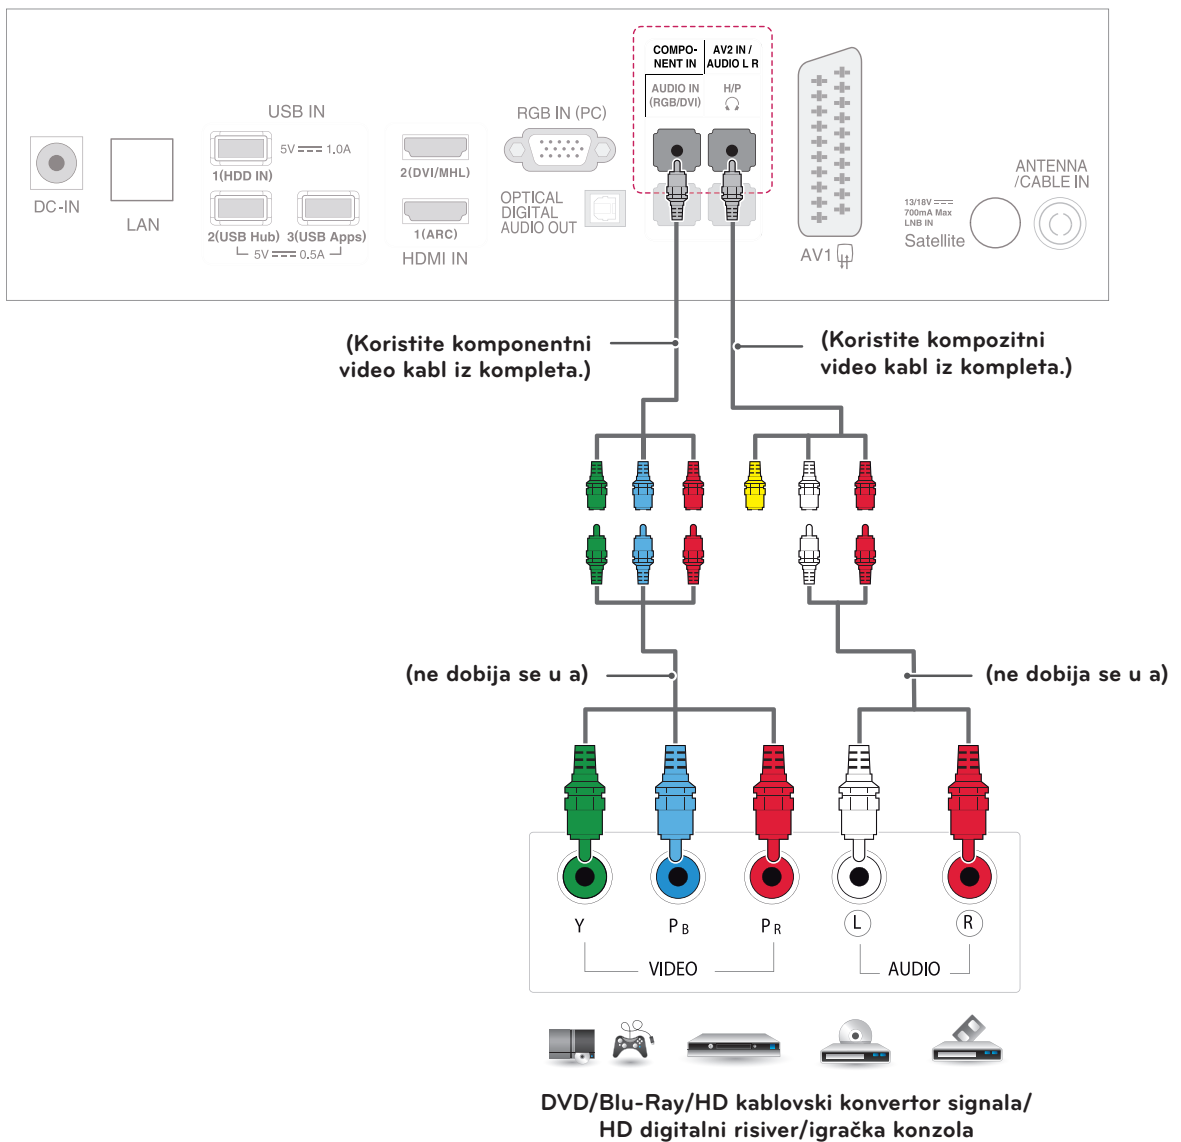 COMPO-
NENT IN
AV2 IN /
AUDIO L R
AUDIO IN
(RGB/DVI)
H/P
USB IN
5V 1.0A
1(HDD IN)
2(USB Hub) 3(USB Apps)
5V 0.5A
DC-IN
LAN
2(DVI/MHL)
1(ARC)
HDMI IN
RGB IN (PC)
OPTICAL
DIGITAL
AUDIO OUT
AV1
13/18V
700mA Max
LNB IN
Satellite
ANTENNA
/CABLE IN
(Koristite komponentni
video kabl iz kompleta.)
(Koristite kompozitni
video kabl iz kompleta.)
(ne dobija se u a)
(ne dobija se u a)
Y PB PR L R
VIDEO AUDIO
DVD/Blu-Ray/HD kablovski konvertor signala/
HD digitalni risiver/igračka konzola